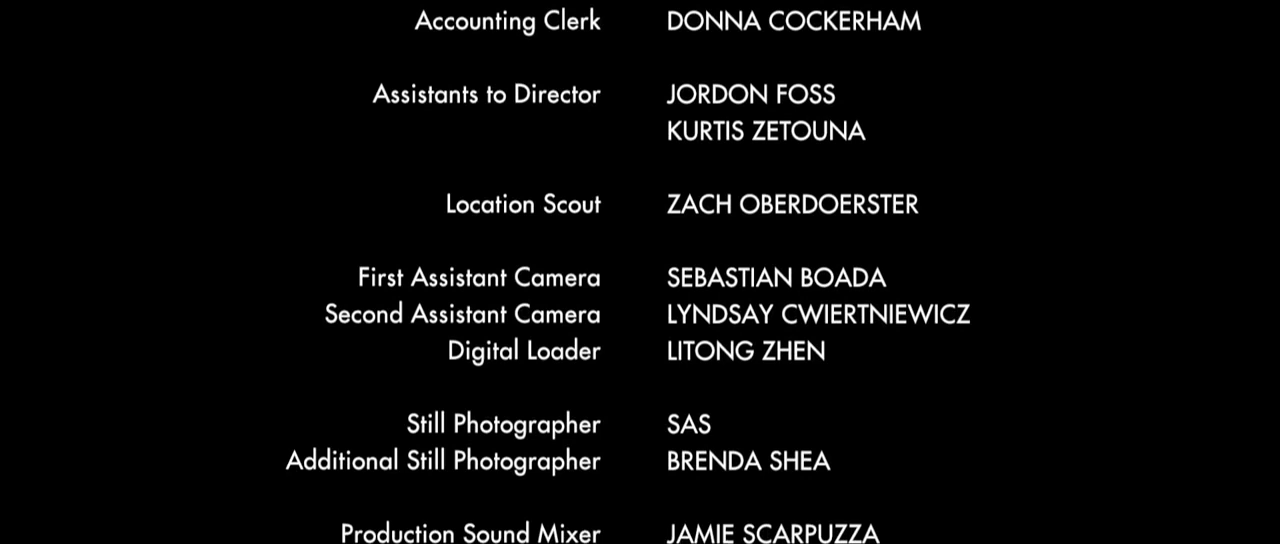 Accounting Clerk DONNA COCKERHAM
Assistants to Director JORDON FOSS
KURTIS ZETOUNA
Location Scout ZACH OBERDOERSTER
First Assistant Camera SEBASTIAN BOADA
Second Assistant Camera LYNDSAY CWIERTNIEWICZ
Digital Loader LITONG ZHEN
Still Photographer SAS
Additional Still Photographer BRENDA SHEA
Production Sound Mixer JAMIE SCARPUZZA